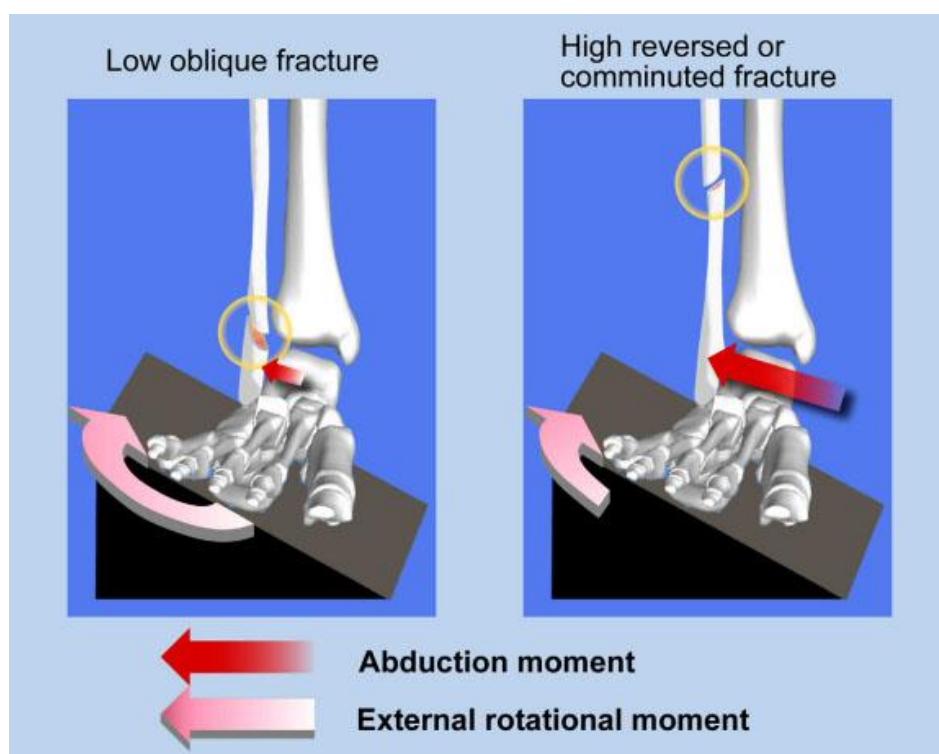 Low oblique fracture
High reversed or
comminuted fracture
Abduction moment
External rotational moment